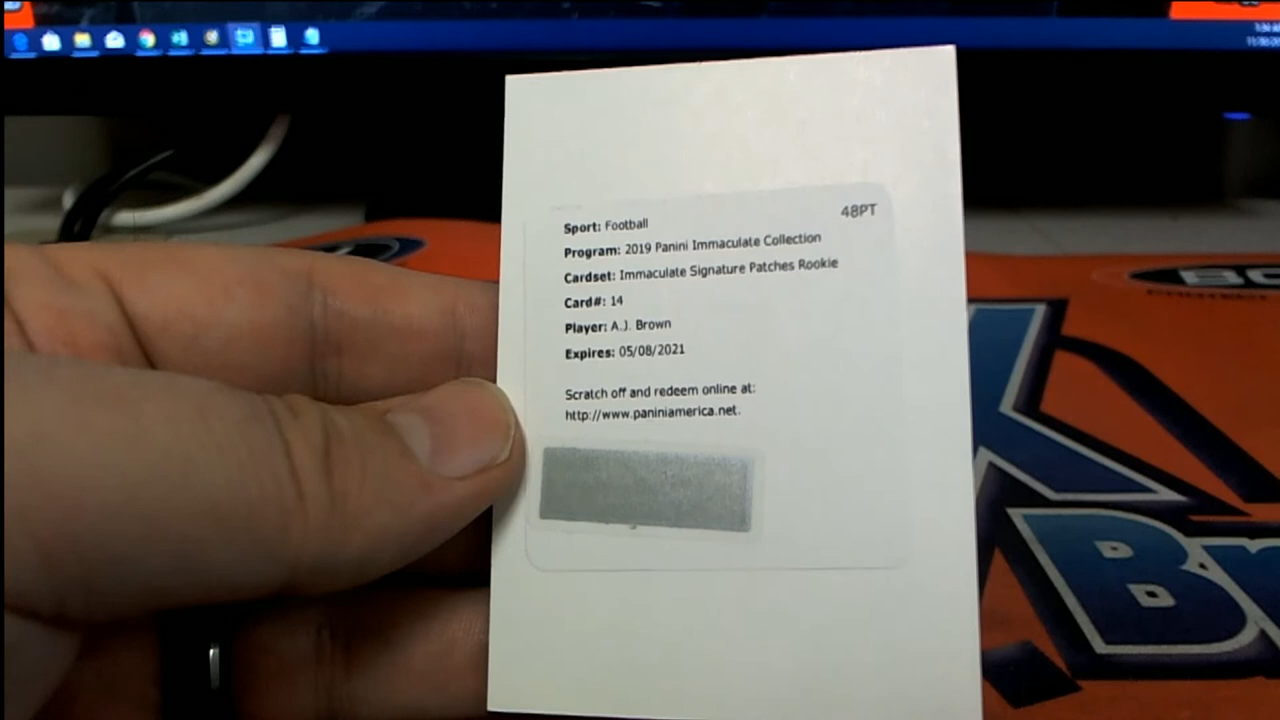 48PT
Sport: Football
Program: 2019 Panini Immaculate Collection
Cardset: Immaculate Signature Patches Rookie
Card#: 14
Player: A.J. Brown
Expires: 05/08/2021
Scratch off and redeem online at:
http://www.paniniamerica.net.